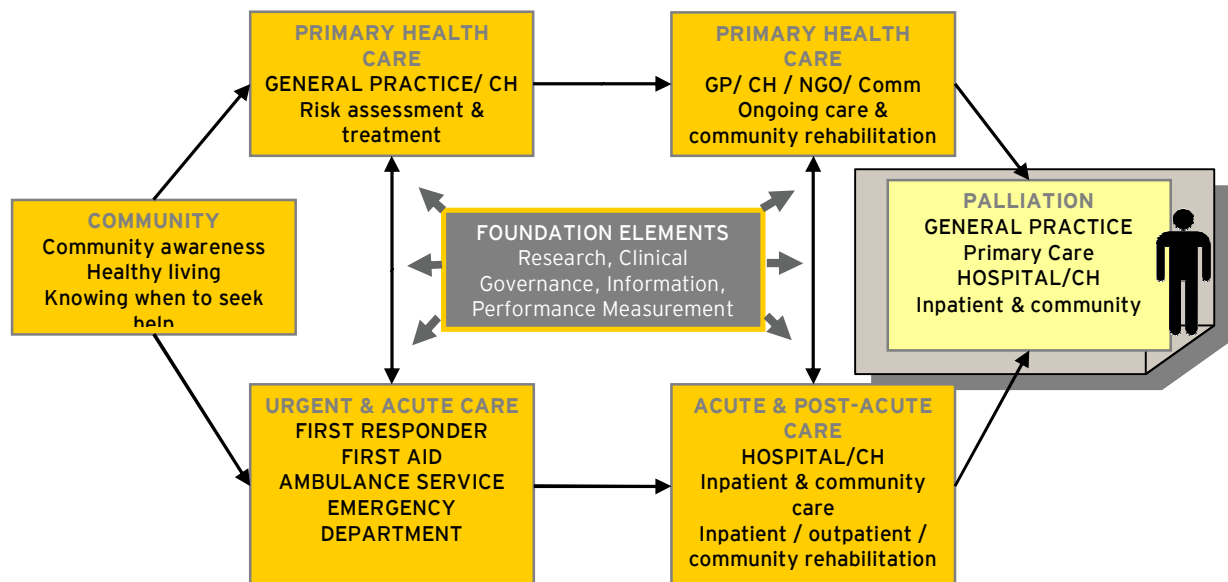 PRIMARY HEALTH
CARE
GENERAL PRACTICE/ CH
Risk assessment &
treatment
PRIMARY HEALTH
CARE
GP/ CH / NGO/ Comm
Ongoing care &
community rehabilitation
COMMUNITY
Community awareness
Healthy living
Knowing when to seek
help
FOUNDATION ELEMENTS
Research, Clinical
Governance, Information,
Performance Measurement
PALLIATION
GENERAL PRACTICE
Primary Care
HOSPITAL/CH
Inpatient & community
URGENT & ACUTE CARE
FIRST RESPONDER
FIRST AID
AMBULANCE SERVICE
EMERGENCY
DEPARTMENT
ACUTE & POST-ACUTE
CARE
HOSPITAL/CH
Inpatient & community
care
Inpatient / outpatient /
community rehabilitation